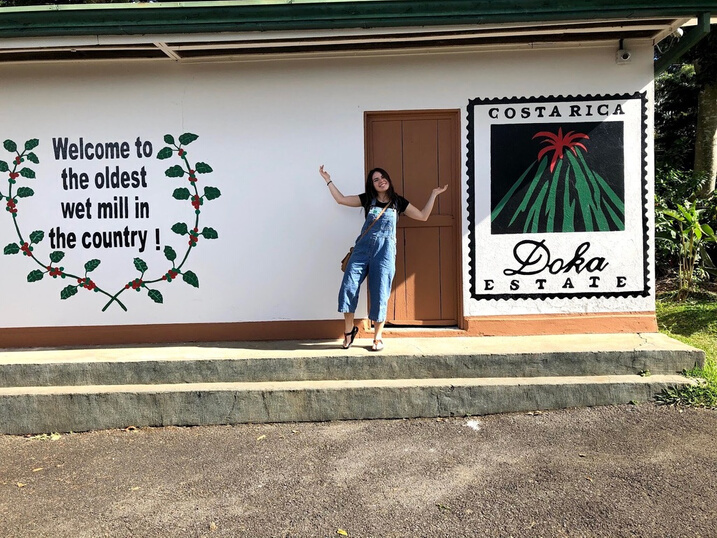 Welcome to
the oldest
wet mill in
the country !
COSTA RICA
Doka
ESTATE